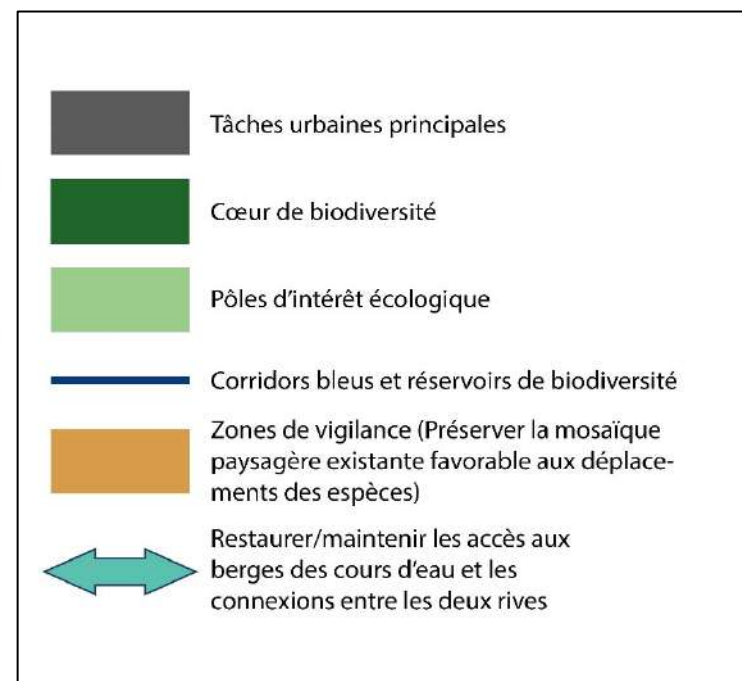 Tâches urbaines principales
Cœur de biodiversité
Pôles d'intérêt écologique
Corridors bleus et réservoirs de biodiversité
Zones de vigilance (Préserver la mosaïque
paysagère existante favorable aux déplace-
ments des espèces)
Restaurer/maintenir les accès aux
berges des cours d'eau et les
connexions entre les deux rives